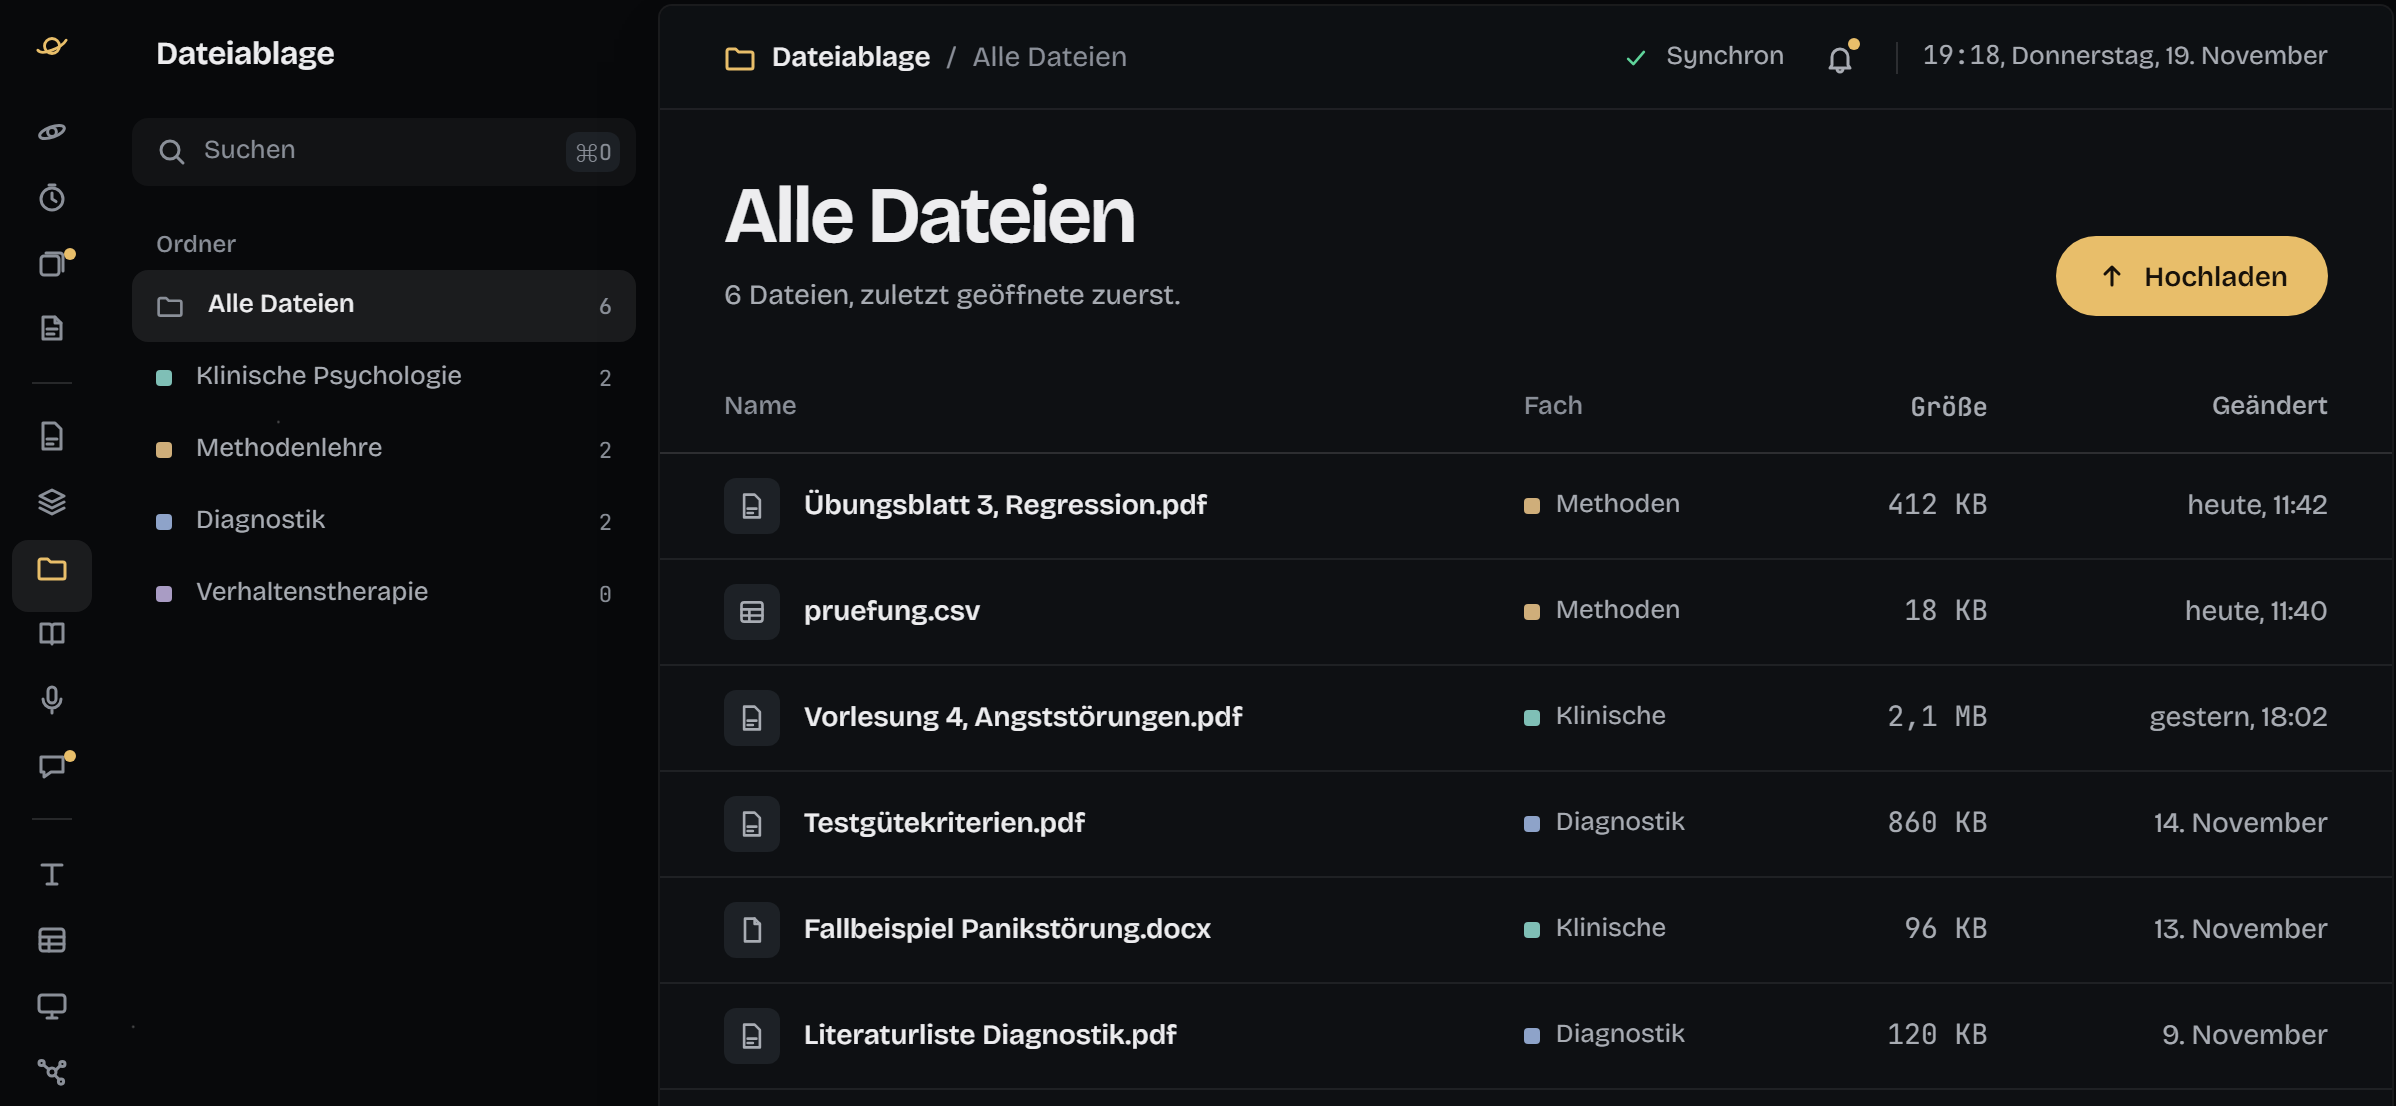 Dateiablage
Suchen ⌘O
Ordner
Alle Dateien 6
Klinische Psychologie 2
Methodenlehre 2
Diagnostik 2
Verhaltenstherapie 0
Dateiablage / Alle Dateien
Synchron
19:18, Donnerstag, 19. November
Alle Dateien
6 Dateien, zuletzt geöffnete zuerst.
Hochladen
Name Fach Größe Geändert
Übungsblatt 3, Regression.pdf Methoden 412 KB heute, 11:42
pruefung.csv Methoden 18 KB heute, 11:40
Vorlesung 4, Angststörungen.pdf Klinische 2,1 MB gestern, 18:02
Testgütekriterien.pdf Diagnostik 860 KB 14. November
Fallbeispiel Panikstörung.docx Klinische 96 KB 13. November
Literaturliste Diagnostik.pdf Diagnostik 120 KB 9. November